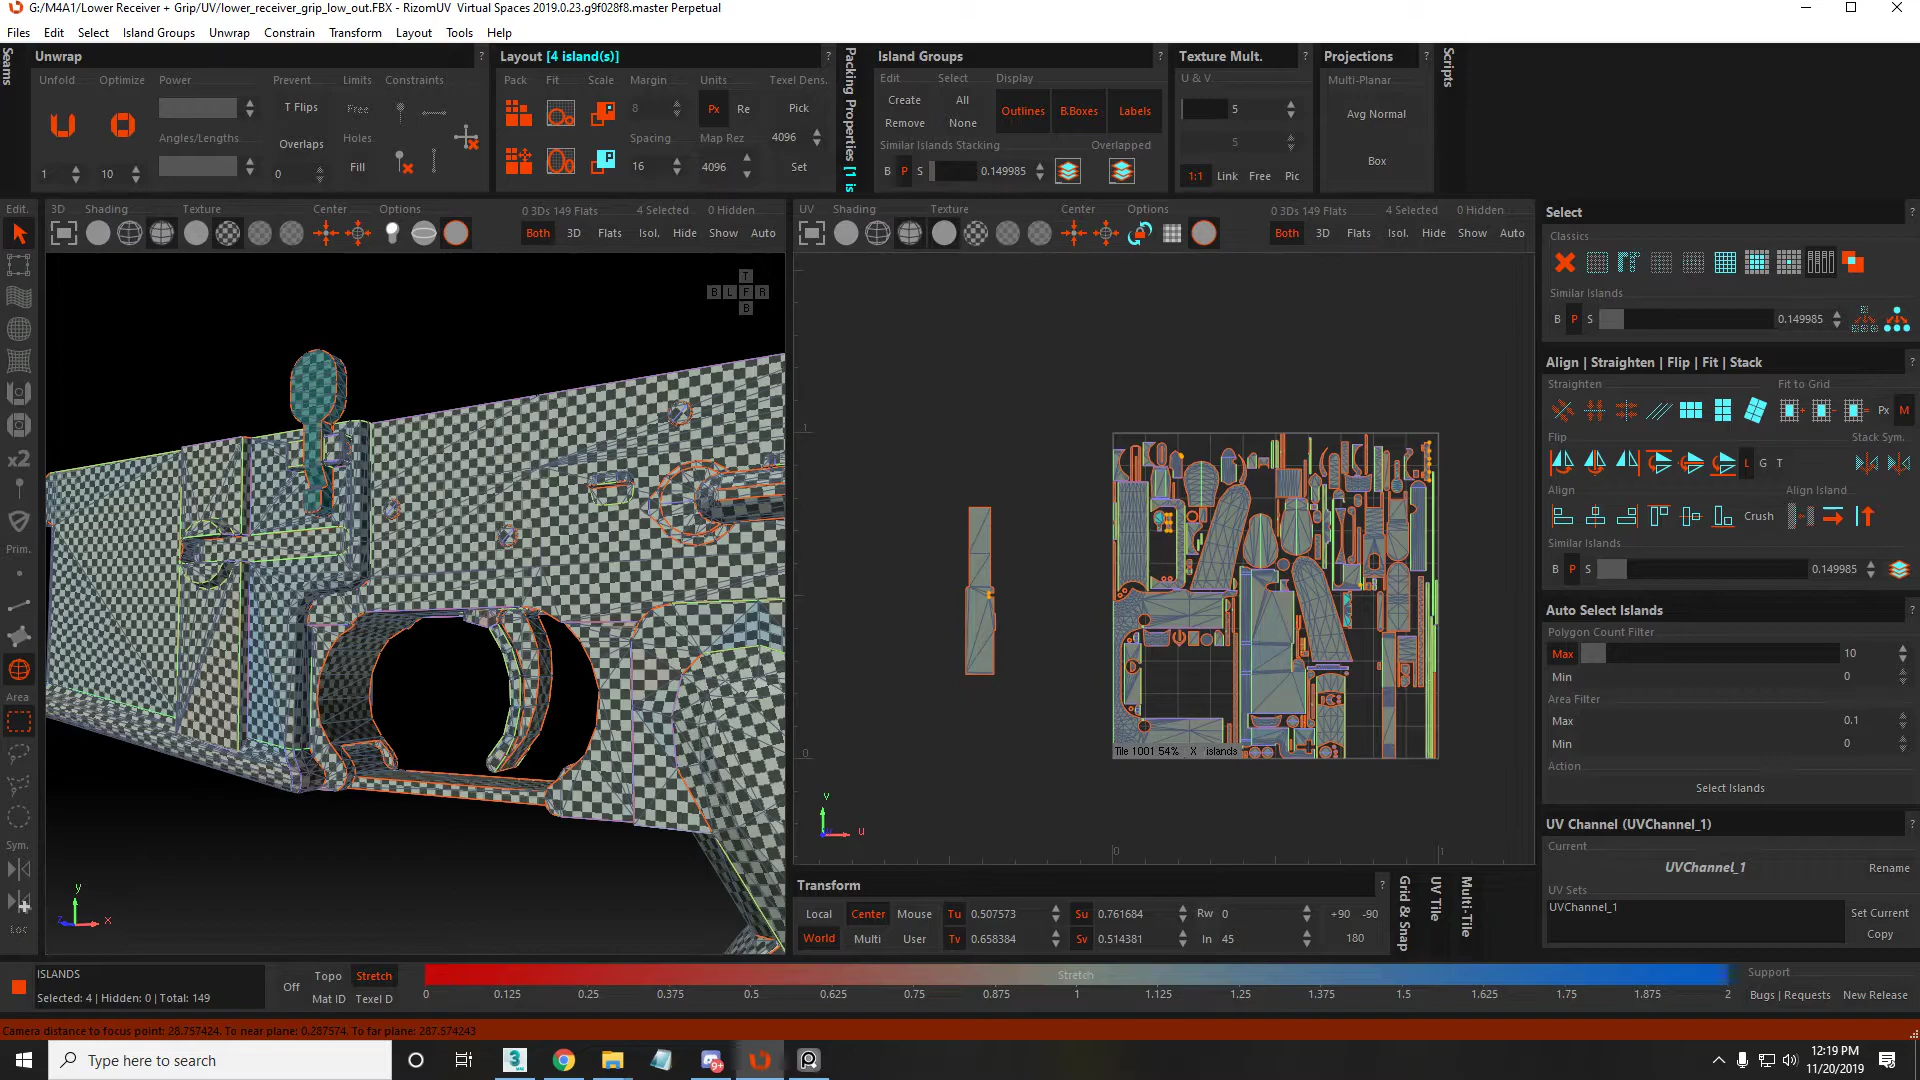 G:/M4A1/Lower Receiver + Grip/UV/lower_receiver_grip_low_out.FBX - RizomUV  Virtual Spaces 2019.0.23.g9f028f8.master Perpetual
Files Edit Select Island Groups Unwrap Constrain Transform Layout Tools Help
Seams
Unwrap ?
Unfold Optimize Power Prevent Limits Constraints
T Flips Free
Angles/Lengths Holes
Overlaps
Fill
1 10 0
Layout [4 island(s)] ?
Pack Fit Scale Margin Units Texel Dens.
8 Px Re Pick
Spacing Map Rez 4096
16 4096 Set
Packing Properties [1 is
Island Groups ?
Edit Select Display
Create All Outlines B.Boxes Labels
Remove None
Similar Islands Stacking Overlapped
B P S 0.149985
Texture Mult. ?
U & V
5
5
1:1 Link Free Pic
Projections ?
Multi-Planar
Avg Normal
Box
Scripts
Edit.
3D Shading Texture Center Options 0 3Ds 149 Flats 4 Selected 0 Hidden
Both 3D Flats Isol. Hide Show Auto
UV Shading Texture Center Options 0 3Ds 149 Flats 4 Selected 0 Hidden
Both 3D Flats Isol. Hide Show Auto
T
B L F R
B
x2
Prim.
Area
Sym.
Loc
y
z x
1
0
0 1
Tile 1001 54% X islands
v
u
Select ?
Classics
Similar Islands
B P S 0.149985
Align | Straighten | Flip | Fit | Stack ?
Straighten Fit to Grid
Px M
Flip Stack Sym.
L G T
Align Align Island
Crush
Similar Islands
B P S 0.149985
Auto Select Islands ?
Polygon Count Filter
Max 10
Min 0
Area Filter
Max 0.1
Min 0
Action
Select Islands
UV Channel (UVChannel_1) ?
Current
UVChannel_1 Rename
UV Sets
UVChannel_1 Set Current
Copy
Transform ?
Local Center Mouse Tu 0.507573 Su 0.761684 Rw 0 +90 -90
World Multi User Tv 0.658384 Sv 0.514381 In 45 180
Grid & Snap
UV Tile
Multi-Tile
ISLANDS
Selected: 4 | Hidden: 0 | Total: 149
Off Topo Stretch
Mat ID Texel D
Stretch
0 0.125 0.25 0.375 0.5 0.625 0.75 0.875 1 1.125 1.25 1.375 1.5 1.625 1.75 1.875 2
Support
Bugs | Requests New Release
Camera distance to focus point: 28.757424. To near plane: 0.287574. To far plane: 287.574243
Type here to search
3
9+
12:19 PM
11/20/2019